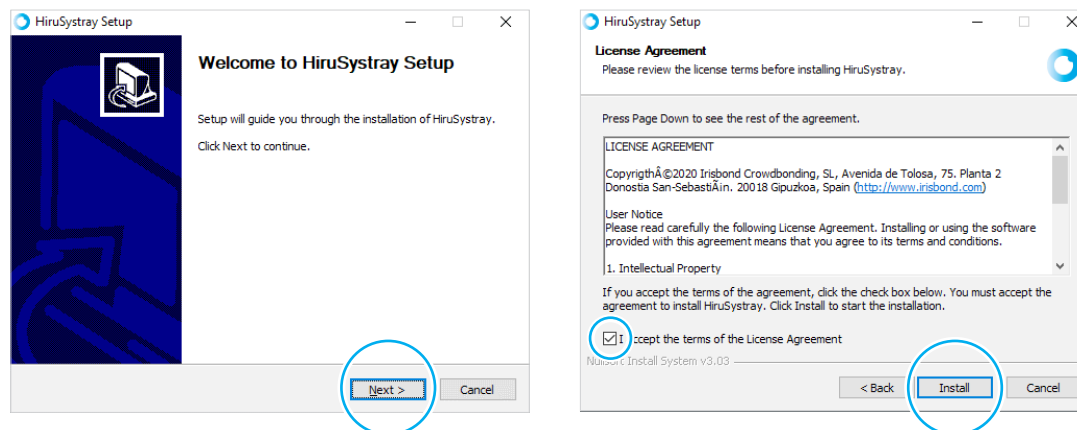 HiruSystray Setup
Welcome to HiruSystray Setup
Setup will guide you through the installation of HiruSystray.
Click Next to continue.
Next >
Cancel
HiruSystray Setup
License Agreement
Please review the license terms before installing HiruSystray.
Press Page Down to see the rest of the agreement.
LICENSE AGREEMENT
CopyrigthÂ©2020 Irisbond Crowdbonding, SL, Avenida de Tolosa, 75. Planta 2
Donostia San-SebastiÃin. 20018 Gipuzkoa, Spain (http://www.irisbond.com)
User Notice
Please read carefully the following License Agreement. Installing or using the software
provided with this agreement means that you agree to its terms and conditions.
1. Intellectual Property
If you accept the terms of the agreement, click the check box below. You must accept the
agreement to install HiruSystray. Click Install to start the installation.
I accept the terms of the License Agreement
Nullsoft Install System v3.03
< Back
Install
Cancel